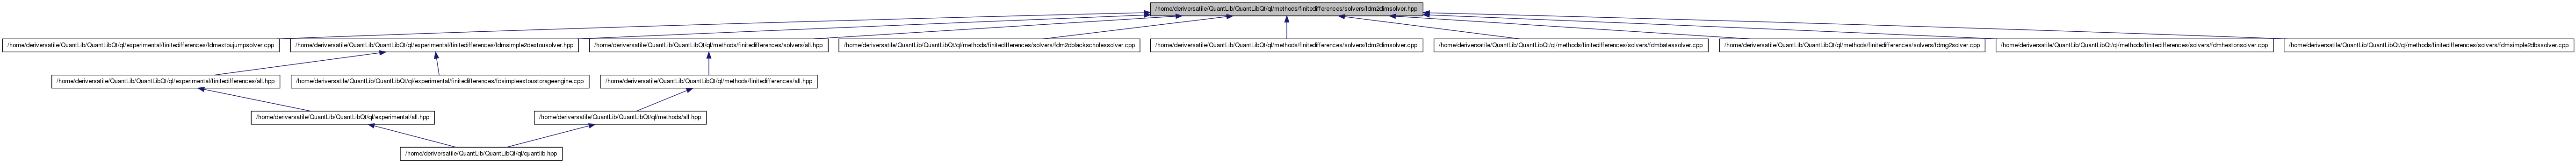 /home/deriversatile/QuantLib/QuantLibQt/ql/methods/finitedifferences/solvers/fdm2dimsolver.hpp
/home/deriversatile/QuantLib/QuantLibQt/ql/experimental/finitedifferences/fdmextoujumpsolver.cpp
/home/deriversatile/QuantLib/QuantLibQt/ql/experimental/finitedifferences/fdmsimple2dextousolver.hpp
/home/deriversatile/QuantLib/QuantLibQt/ql/methods/finitedifferences/solvers/all.hpp
/home/deriversatile/QuantLib/QuantLibQt/ql/methods/finitedifferences/solvers/fdm2dblackscholessolver.cpp
/home/deriversatile/QuantLib/QuantLibQt/ql/methods/finitedifferences/solvers/fdm2dimsolver.cpp
/home/deriversatile/QuantLib/QuantLibQt/ql/methods/finitedifferences/solvers/fdmbatessolver.cpp
/home/deriversatile/QuantLib/QuantLibQt/ql/methods/finitedifferences/solvers/fdmg2solver.cpp
/home/deriversatile/QuantLib/QuantLibQt/ql/methods/finitedifferences/solvers/fdmhestonsolver.cpp
/home/deriversatile/QuantLib/QuantLibQt/ql/methods/finitedifferences/solvers/fdmsimple2dbssolver.cpp
/home/deriversatile/QuantLib/QuantLibQt/ql/experimental/finitedifferences/all.hpp
/home/deriversatile/QuantLib/QuantLibQt/ql/experimental/finitedifferences/fdsimpleextoustorageengine.cpp
/home/deriversatile/QuantLib/QuantLibQt/ql/methods/finitedifferences/all.hpp
/home/deriversatile/QuantLib/QuantLibQt/ql/experimental/all.hpp
/home/deriversatile/QuantLib/QuantLibQt/ql/methods/all.hpp
/home/deriversatile/QuantLib/QuantLibQt/ql/quantlib.hpp